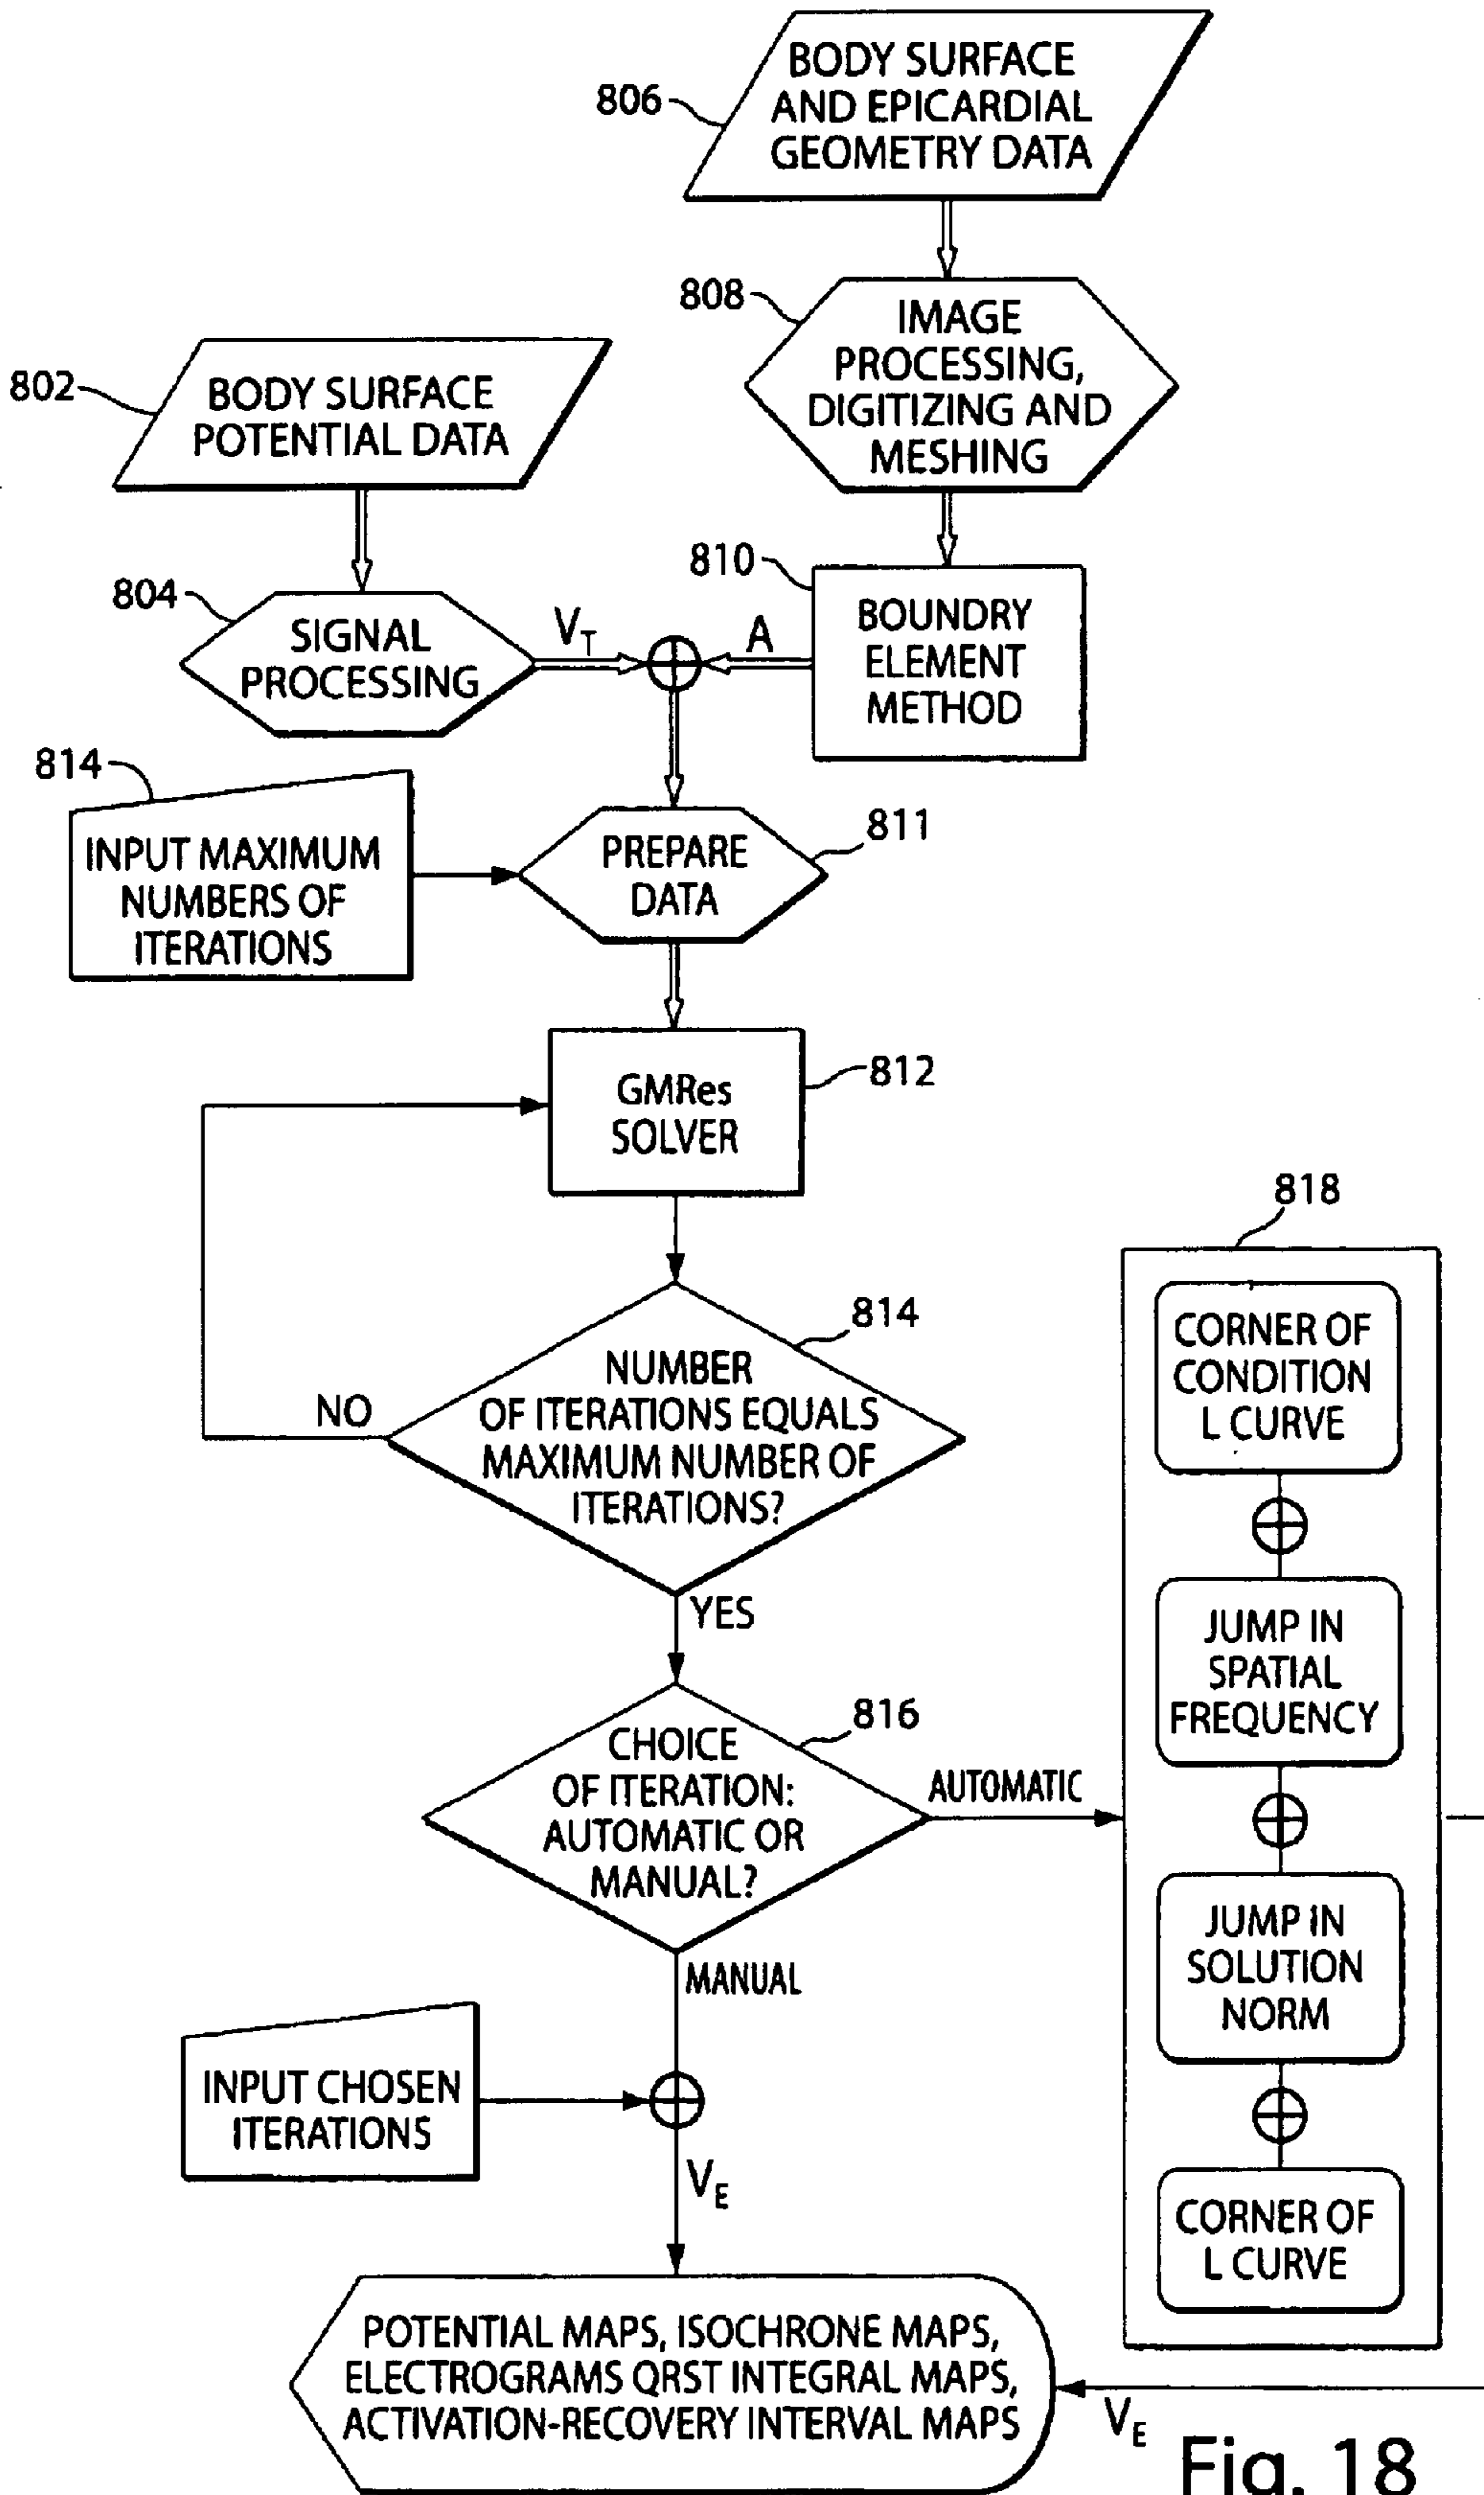 806
BODY SURFACE
AND EPICARDIAL
GEOMETRY DATA
808
IMAGE
PROCESSING,
DIGITIZING AND
MESHING
802
BODY SURFACE
POTENTIAL DATA
804
SIGNAL
PROCESSING
VT
A
810
BOUNDRY
ELEMENT
METHOD
814
INPUT MAXIMUM
NUMBERS OF
ITERATIONS
PREPARE
DATA
811
GMRes
SOLVER
812
814
NUMBER
OF ITERATIONS EQUALS
MAXIMUM NUMBER OF
ITERATIONS?
NO
YES
816
CHOICE
OF ITERATION:
AUTOMATIC OR
MANUAL?
AUTOMATIC
MANUAL
818
CORNER OF
CONDITION
L CURVE
JUMP IN
SPATIAL
FREQUENCY
JUMP IN
SOLUTION
NORM
CORNER OF
L CURVE
INPUT CHOSEN
ITERATIONS
VE
POTENTIAL MAPS, ISOCHRONE MAPS,
ELECTROGRAMS QRST INTEGRAL MAPS,
ACTIVATION-RECOVERY INTERVAL MAPS
VE
Fig. 18